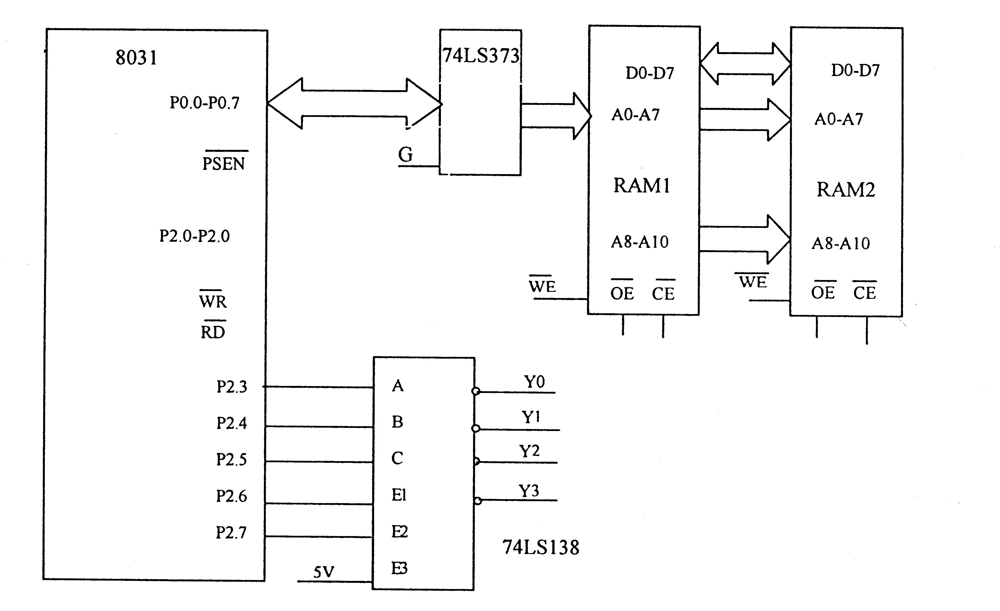 8031
P0.0-P0.7
PSEN
P2.0-P2.0
WR
RD
P2.3
P2.4
P2.5
P2.6
P2.7
74LS373
G
D0-D7
A0-A7
RAM1
A8-A10
WE
OE CE
D0-D7
A0-A7
RAM2
A8-A10
WE
OE CE
A
B
C
E1
E2
E3
5V
Y0
Y1
Y2
Y3
74LS138